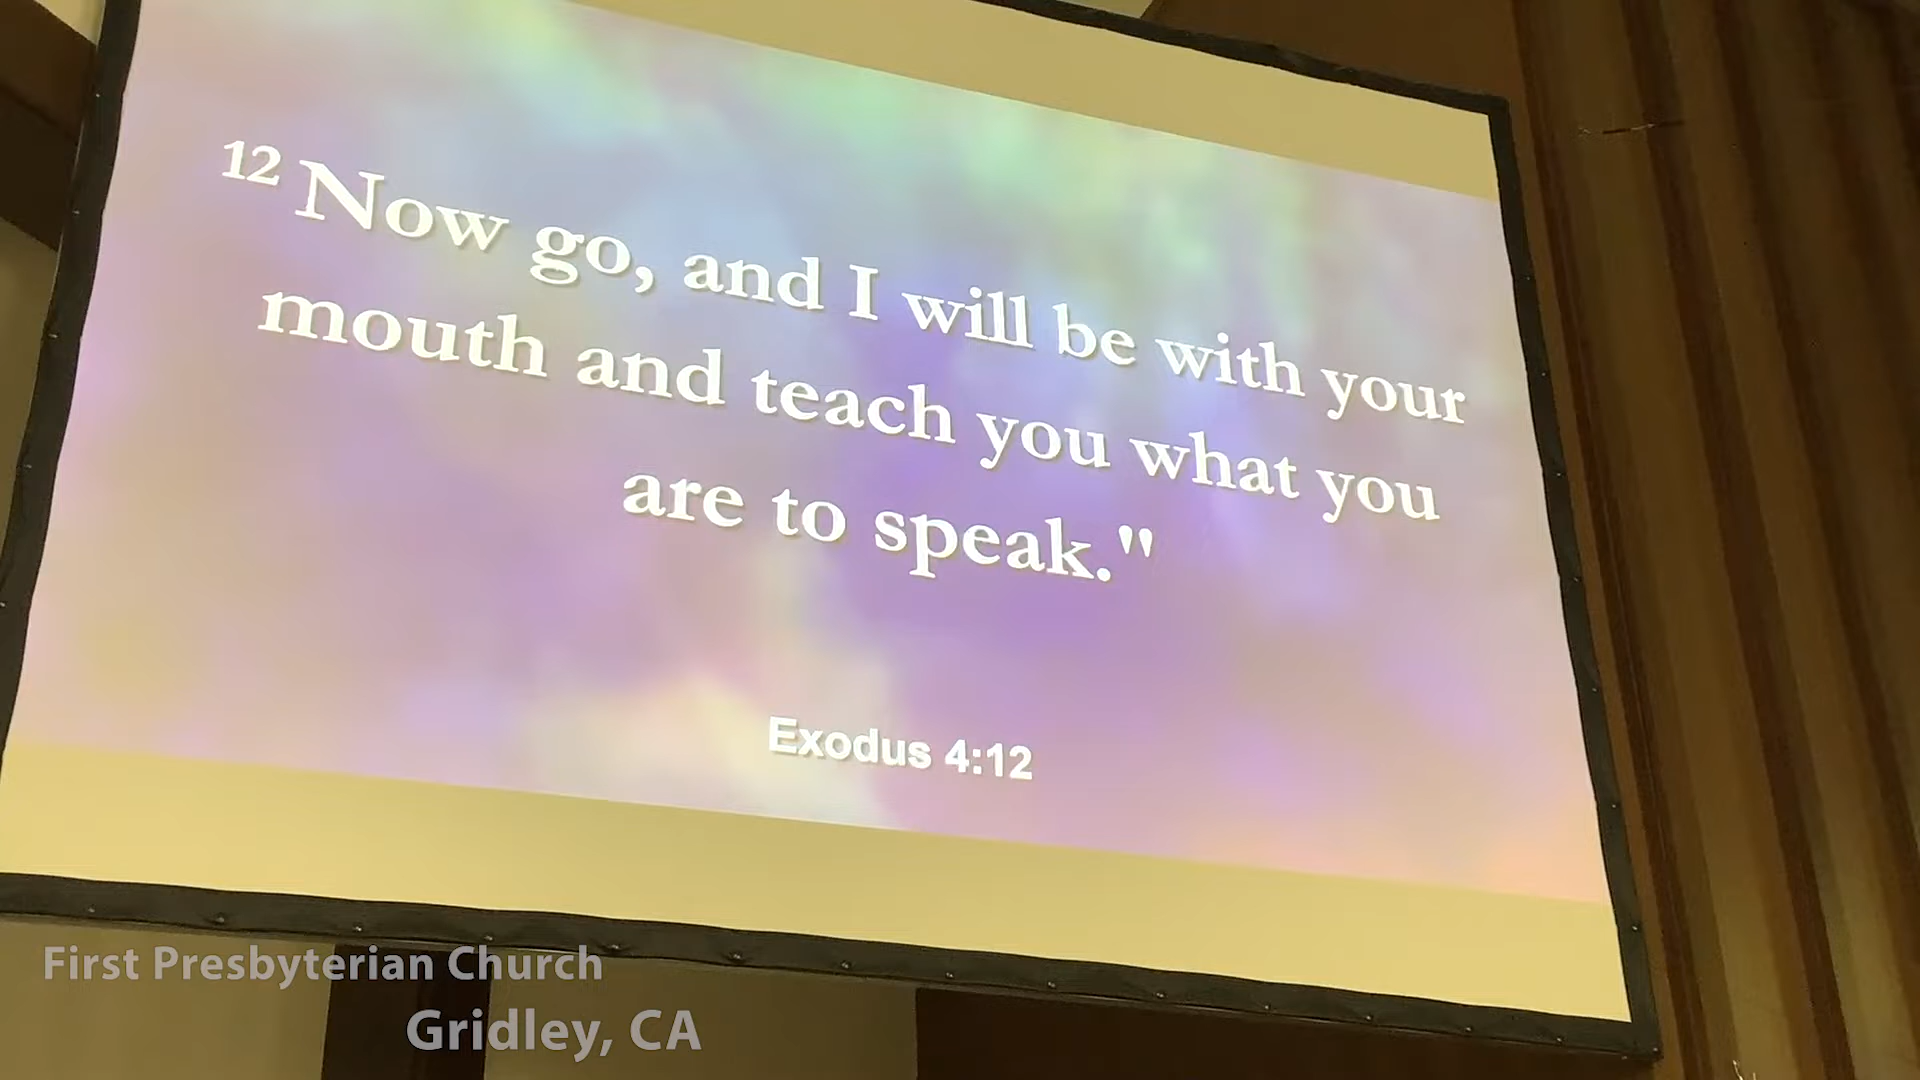 12 Now go, and I will be with your
mouth and teach you what you
are to speak."
Exodus 4:12
First Presbyterian Church
Gridley, CA